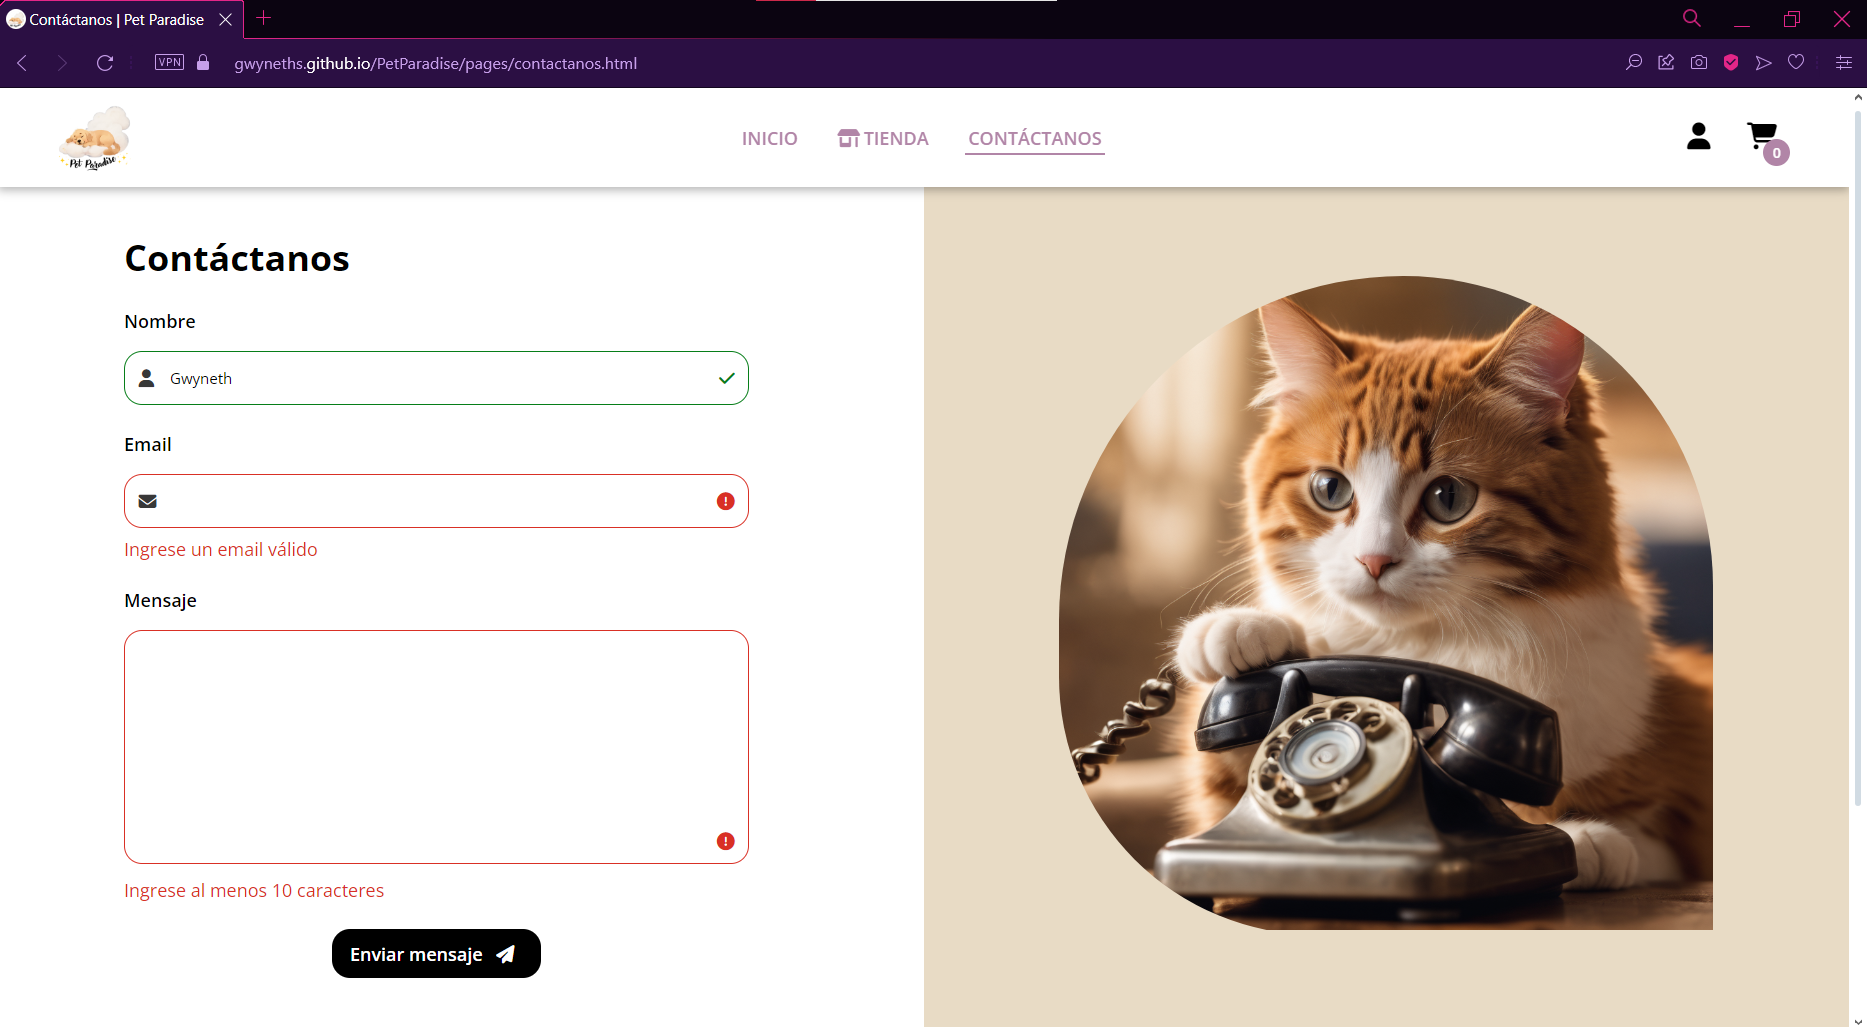 Contáctanos | Pet Paradise
VPN
gwyneths.github.io/PetParadise/pages/contactanos.html
Pet Paradise
INICIO
TIENDA
CONTÁCTANOS
0
Contáctanos
Nombre
Gwyneth
Email
Ingrese un email válido
Mensaje
Ingrese al menos 10 caracteres
Enviar mensaje